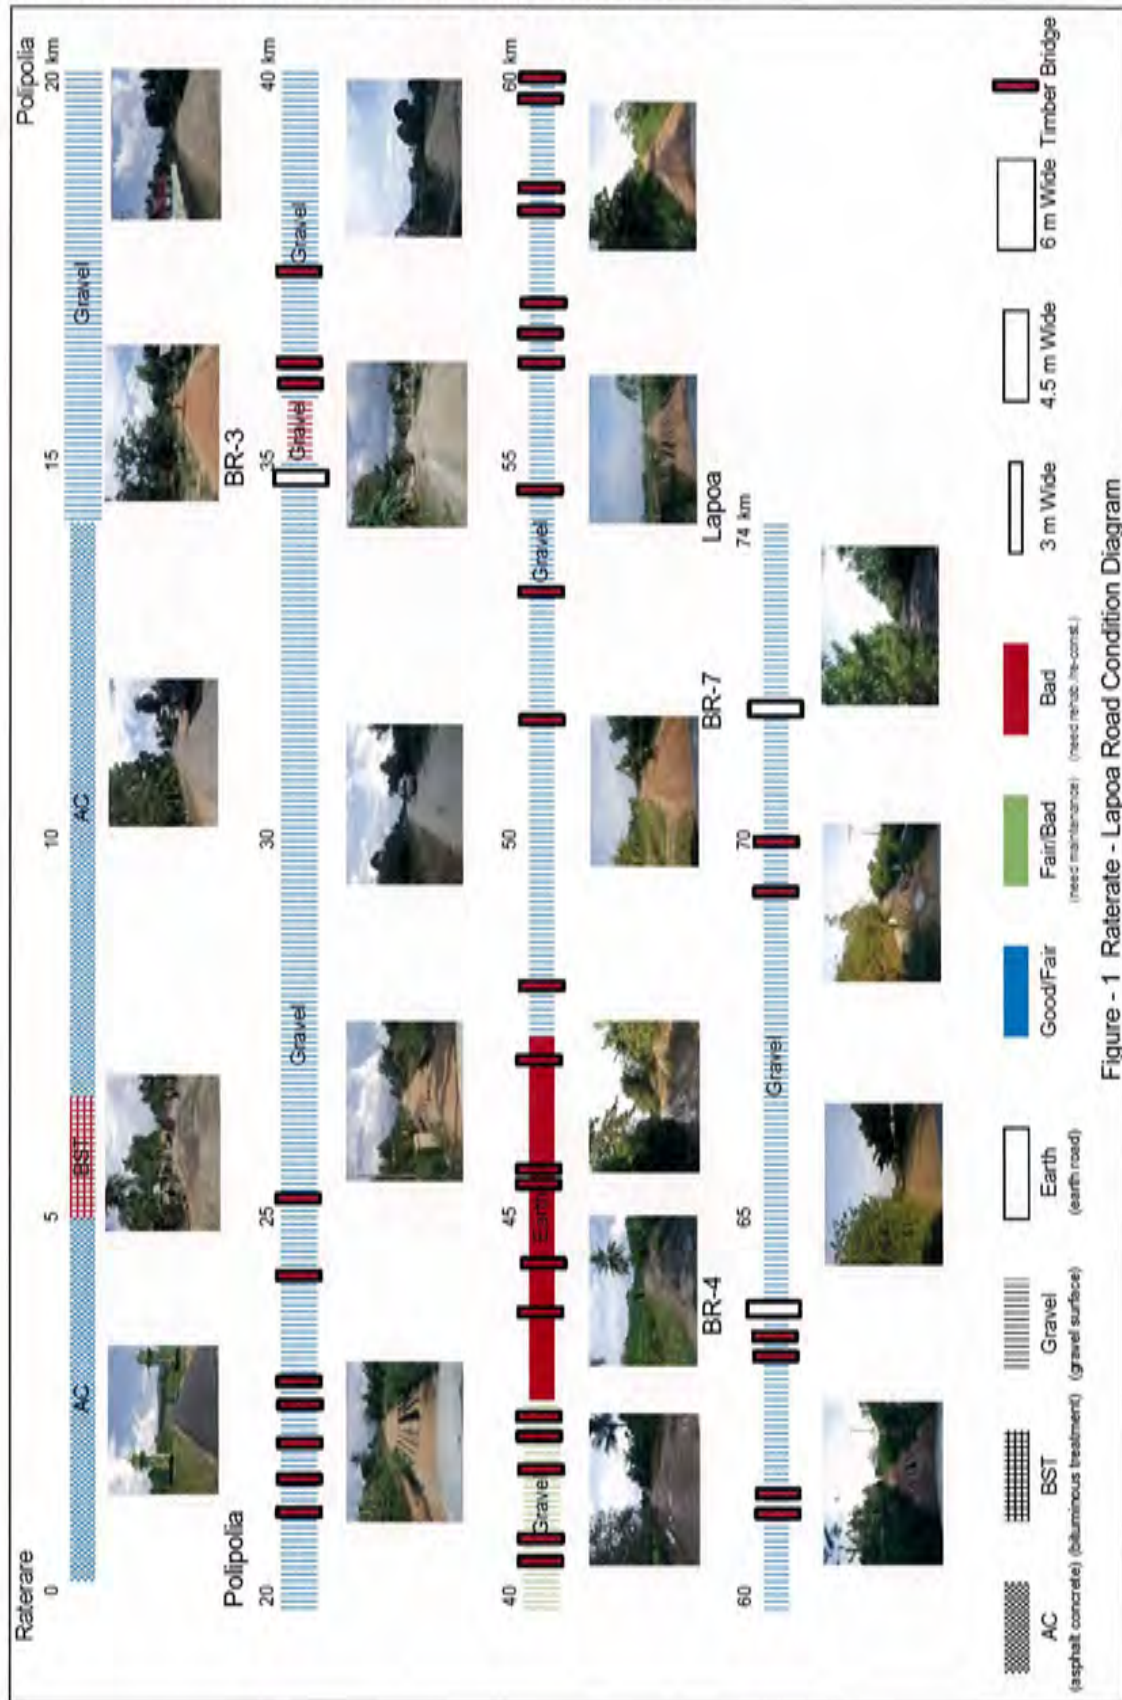 Raterare Polipolia
0 5 10 15 20 km
AC BST AC Gravel
Polipolia BR-3
20 25 30 35 40 km
Gravel Gravel Gravel
40 45 50 55 60 km
Gravel Earth Gravel
BR-4 BR-7 Lapoa
60 65 70 74 km
Gravel
AC BST Gravel Earth Good/Fair Fair/Bad Bad 3 m Wide 4.5 m Wide 6 m Wide Timber Bridge
(asphalt concrete) (bituminous treatment) (gravel surface) (earth road) (need maintance) (need rehab./re-const.)
Figure - 1 Raterate - Lapoa Road Condition Diagram